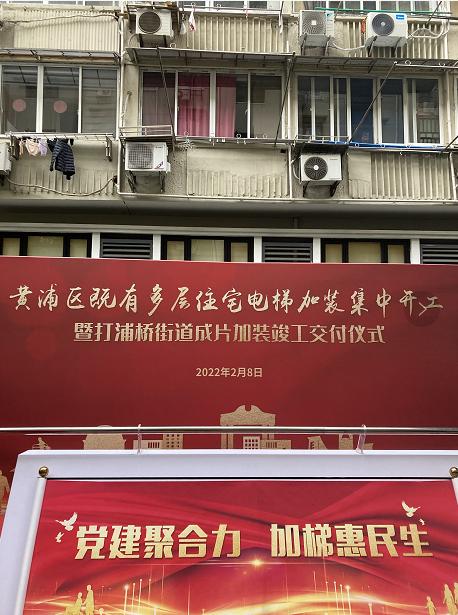 黄浦区既有多层住宅电梯加装集中开工
暨打浦桥街道成片加装竣工交付仪式
2022年2月8日
党建聚合力 加梯惠民生